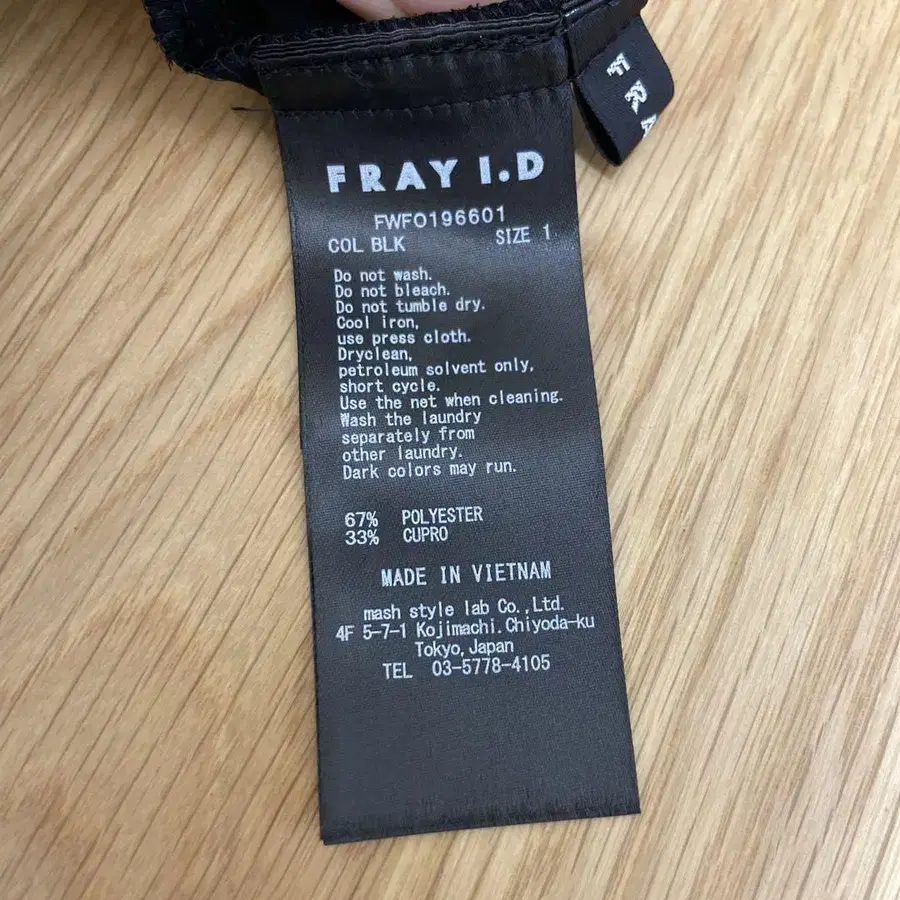 FRA
FRAY I.D
FWFO196601
COL BLK SIZE 1
Do not wash.
Do not bleach.
Do not tumble dry.
Cool iron,
use press cloth.
Dryclean,
petroleum solvent only,
short cycle.
Use the net when cleaning.
Wash the laundry
separately from
other laundry.
Dark colors may run.
67% POLYESTER
33% CUPRO
MADE IN VIETNAM
mash style lab Co.,Ltd.
4F 5-7-1 Kojimachi.Chiyoda-ku
Tokyo,Japan
TEL 03-5778-4105